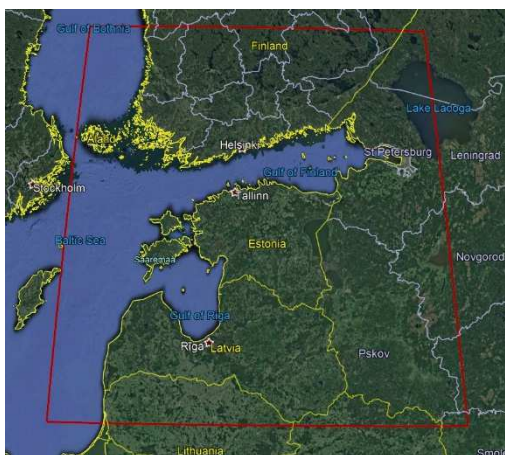 Gulf of Bothnia
Finland
Lake Ladoga
Åland
Helsinki
St Petersburg
Leningrad
Gulf of Finland
Stockholm
Tallinn
Baltic Sea
Estonia
Saaremaa
Novgorod
Gulf of Riga
Riga
Latvia
Pskov
Lithuania